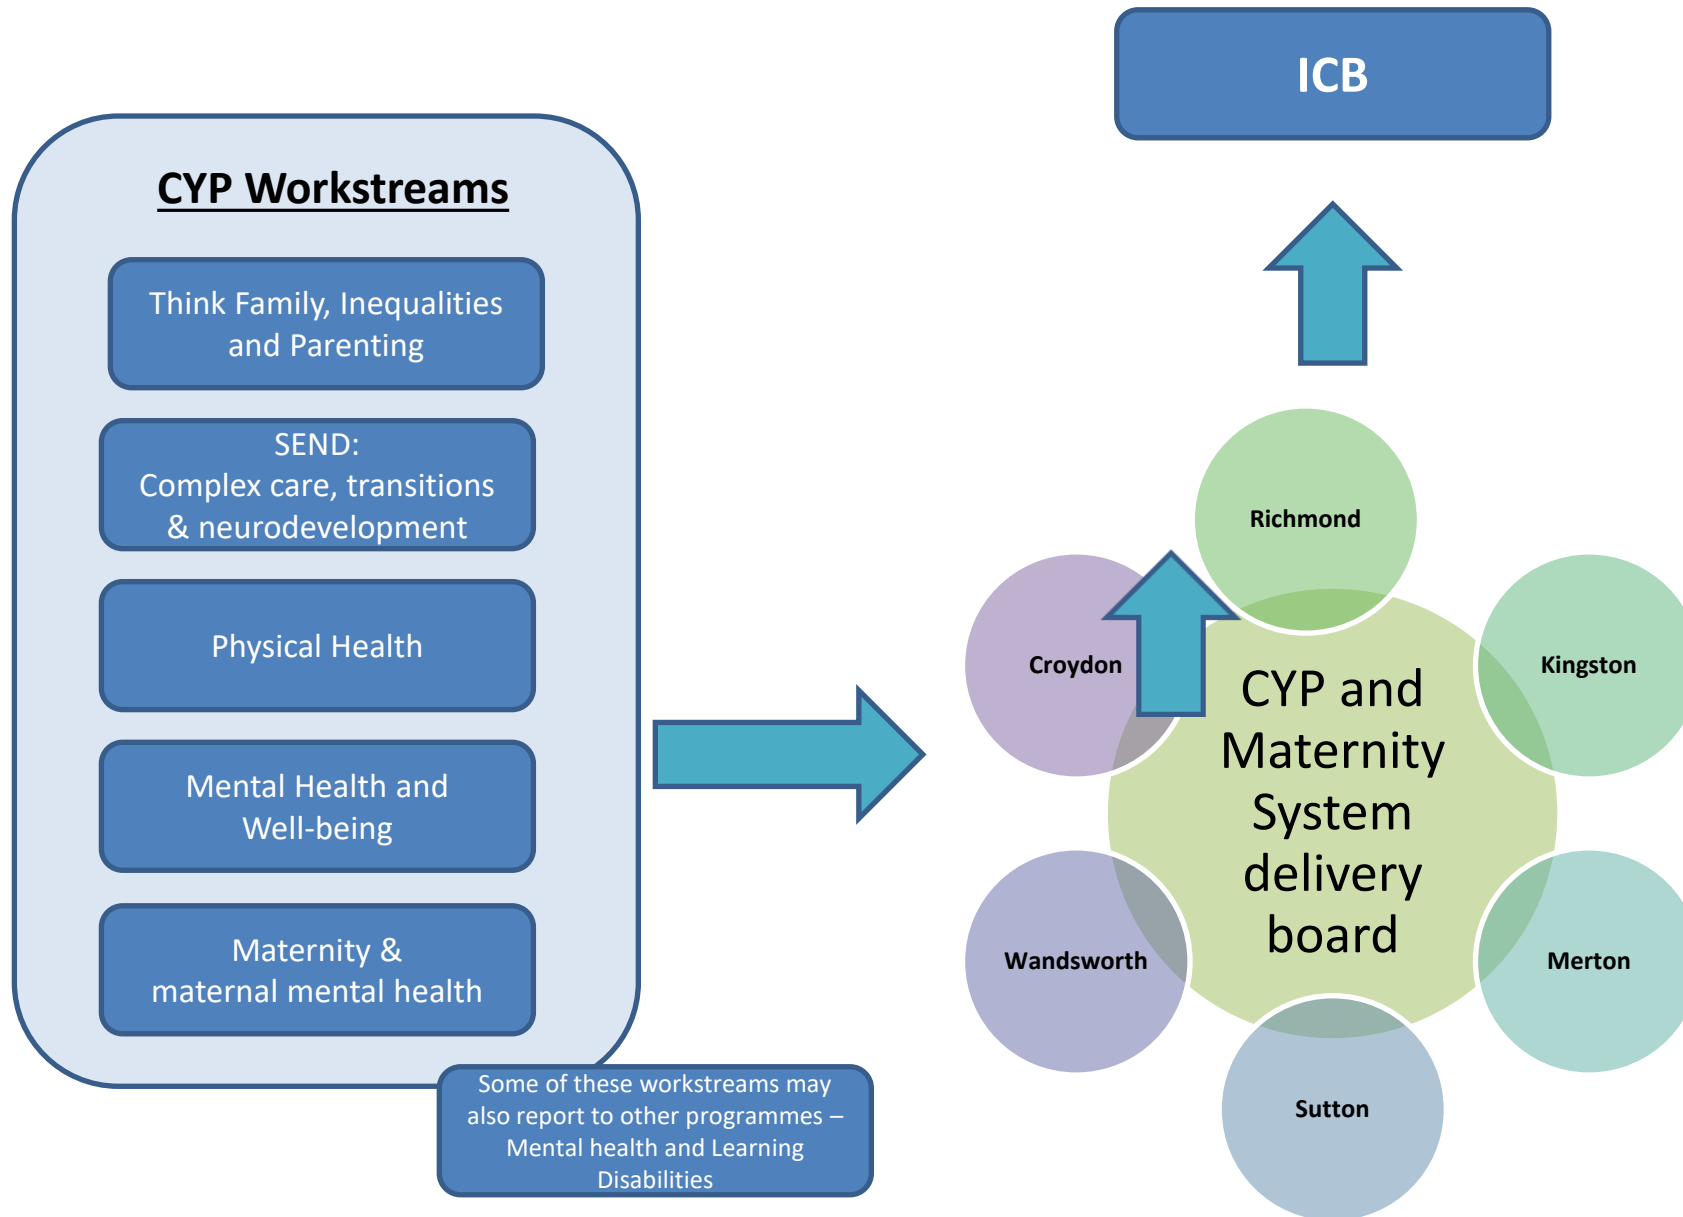 ICB
CYP Workstreams
Think Family, Inequalities
and Parenting
SEND:
Complex care, transitions
& neurodevelopment
Physical Health
Mental Health and
Well-being
Maternity &
maternal mental health
Some of these workstreams may
also report to other programmes –
Mental health and Learning
Disabilities
Richmond
Croydon
Kingston
CYP and
Maternity
System
delivery
board
Wandsworth
Merton
Sutton